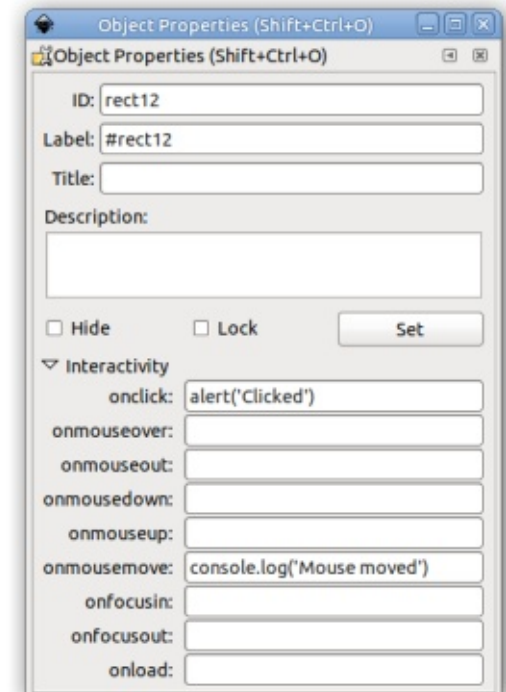 Object Properties (Shift+Ctrl+O)
Object Properties (Shift+Ctrl+O)
ID: rect12
Label: #rect12
Title:
Description:
Hide Lock Set
Interactivity
onclick: alert('Clicked')
onmouseover:
onmouseout:
onmousedown:
onmouseup:
onmousemove: console.log('Mouse moved')
onfocusin:
onfocusout:
onload: